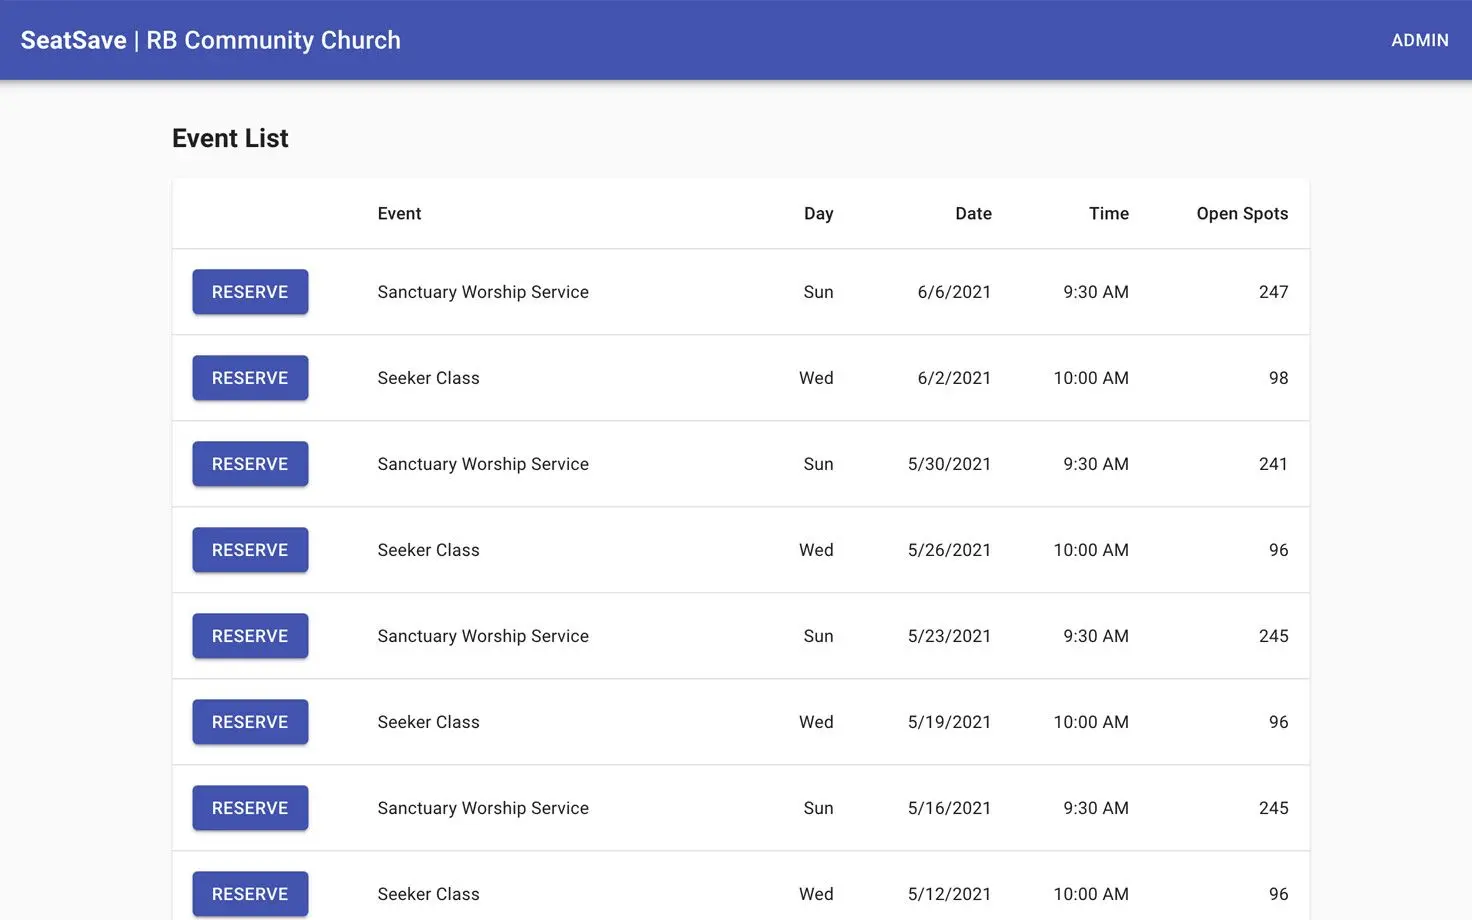 SeatSave | RB Community Church ADMIN
Event List
Event Day Date Time Open Spots
RESERVE Sanctuary Worship Service Sun 6/6/2021 9:30 AM 247
RESERVE Seeker Class Wed 6/2/2021 10:00 AM 98
RESERVE Sanctuary Worship Service Sun 5/30/2021 9:30 AM 241
RESERVE Seeker Class Wed 5/26/2021 10:00 AM 96
RESERVE Sanctuary Worship Service Sun 5/23/2021 9:30 AM 245
RESERVE Seeker Class Wed 5/19/2021 10:00 AM 96
RESERVE Sanctuary Worship Service Sun 5/16/2021 9:30 AM 245
RESERVE Seeker Class Wed 5/12/2021 10:00 AM 96